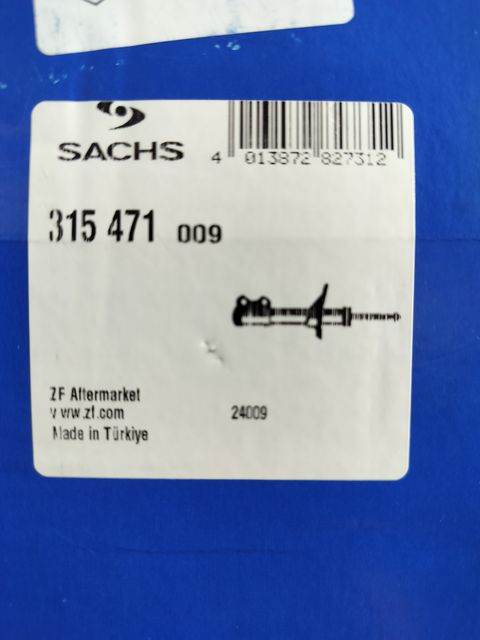 SACHS
4 013872 827312
315 471 009
ZF Aftermarket
www.zf.com
24009
Made in Türkiye